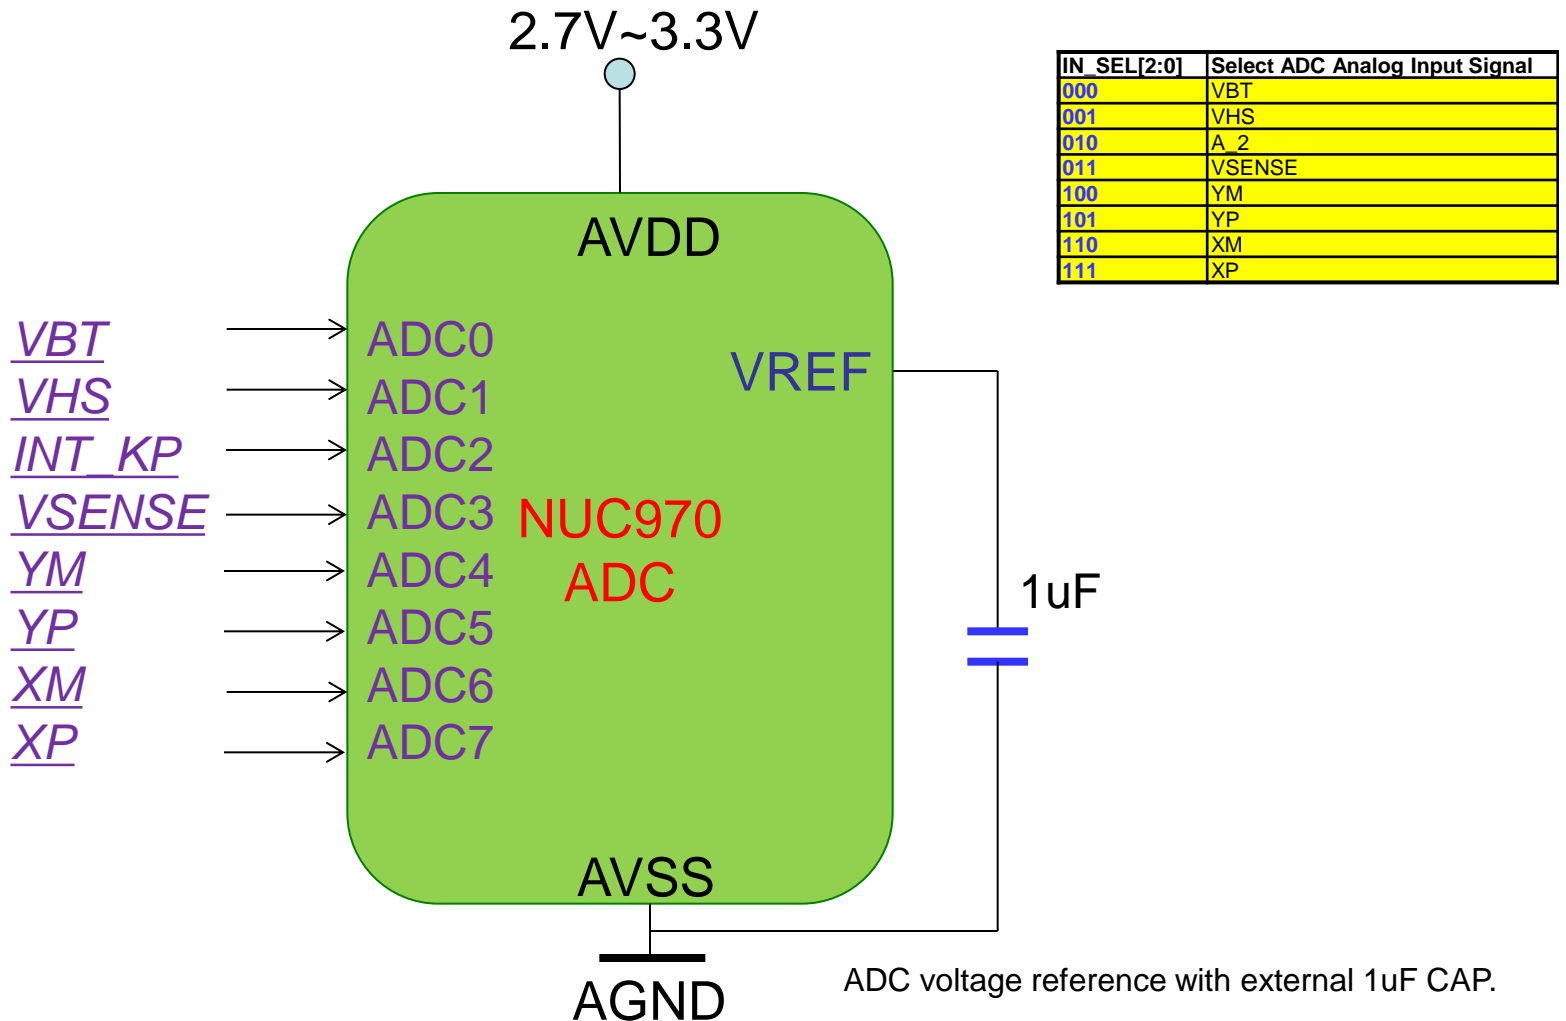 2.7V~3.3V
IN_SEL[2:0] Select ADC Analog Input Signal
000 VBT
001 VHS
010 A_2
011 VSENSE
100 YM
101 YP
110 XM
111 XP
AVDD
VBT
VHS
INT_KP
VSENSE
YM
YP
XM
XP
ADC0
ADC1
ADC2
ADC3
ADC4
ADC5
ADC6
ADC7
VREF
NUC970
ADC
1uF
AVSS
AGND
ADC voltage reference with external 1uF CAP.